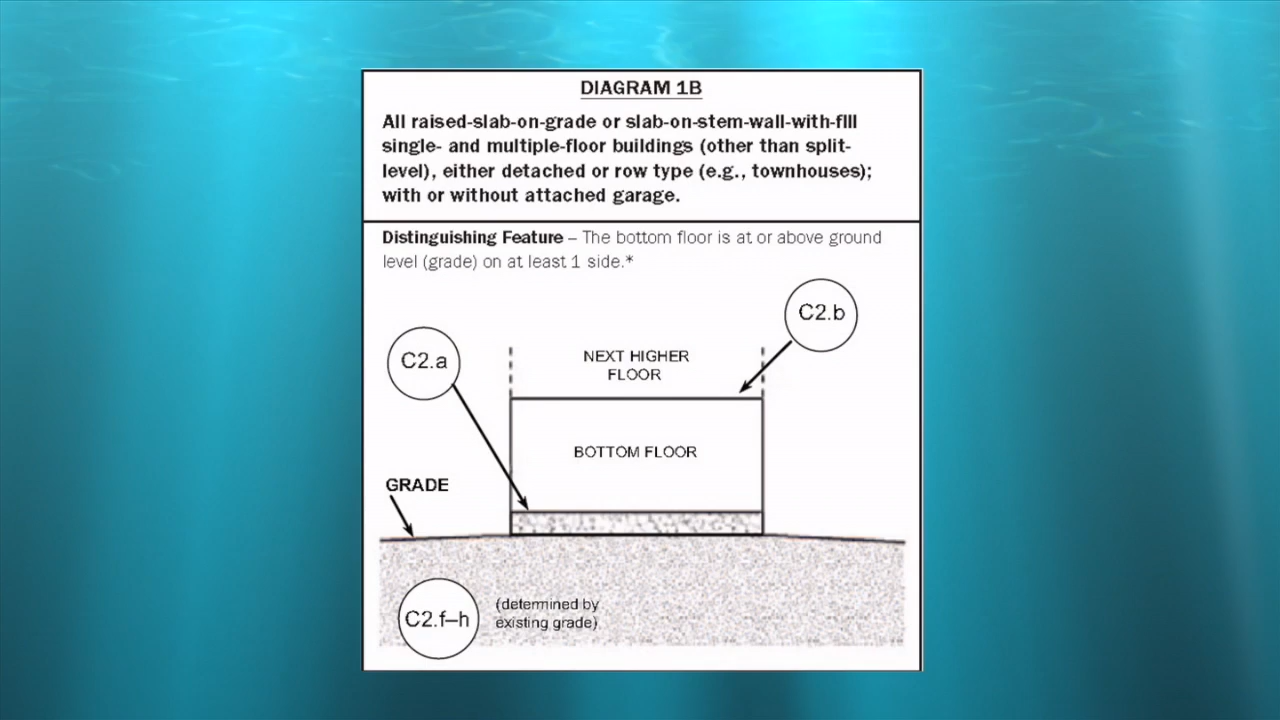 DIAGRAM 1B
All raised-slab-on-grade or slab-on-stem-wall-with-fill
single- and multiple-floor buildings (other than split-
level), either detached or row type (e.g., townhouses);
with or without attached garage.
Distinguishing Feature – The bottom floor is at or above ground
level (grade) on at least 1 side.*
C2.b
C2.a
NEXT HIGHER
FLOOR
BOTTOM FLOOR
GRADE
C2.f–h
(determined by
existing grade)